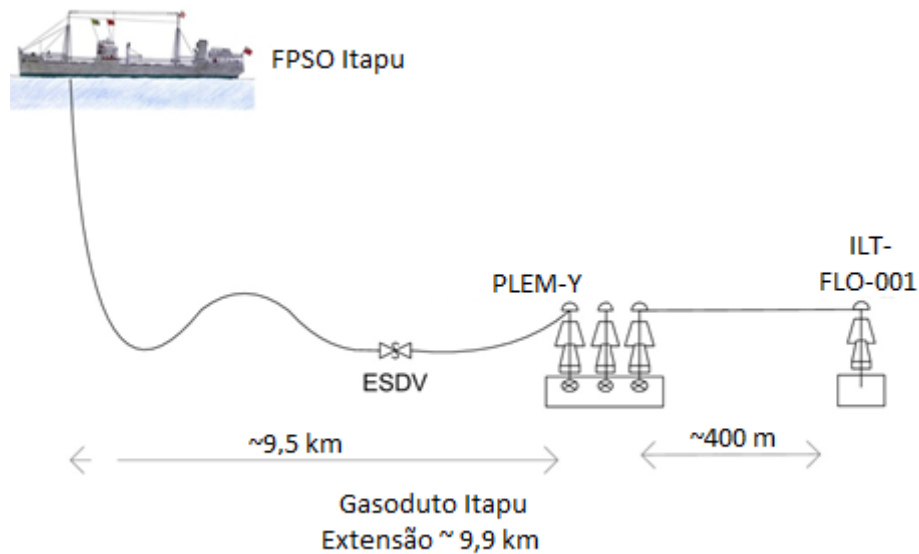 FPSO Itapu
ILT-
FLO-001
PLEM-Y
ESDV
~9,5 km
~400 m
Gasoduto Itapu
Extensão ~ 9,9 km